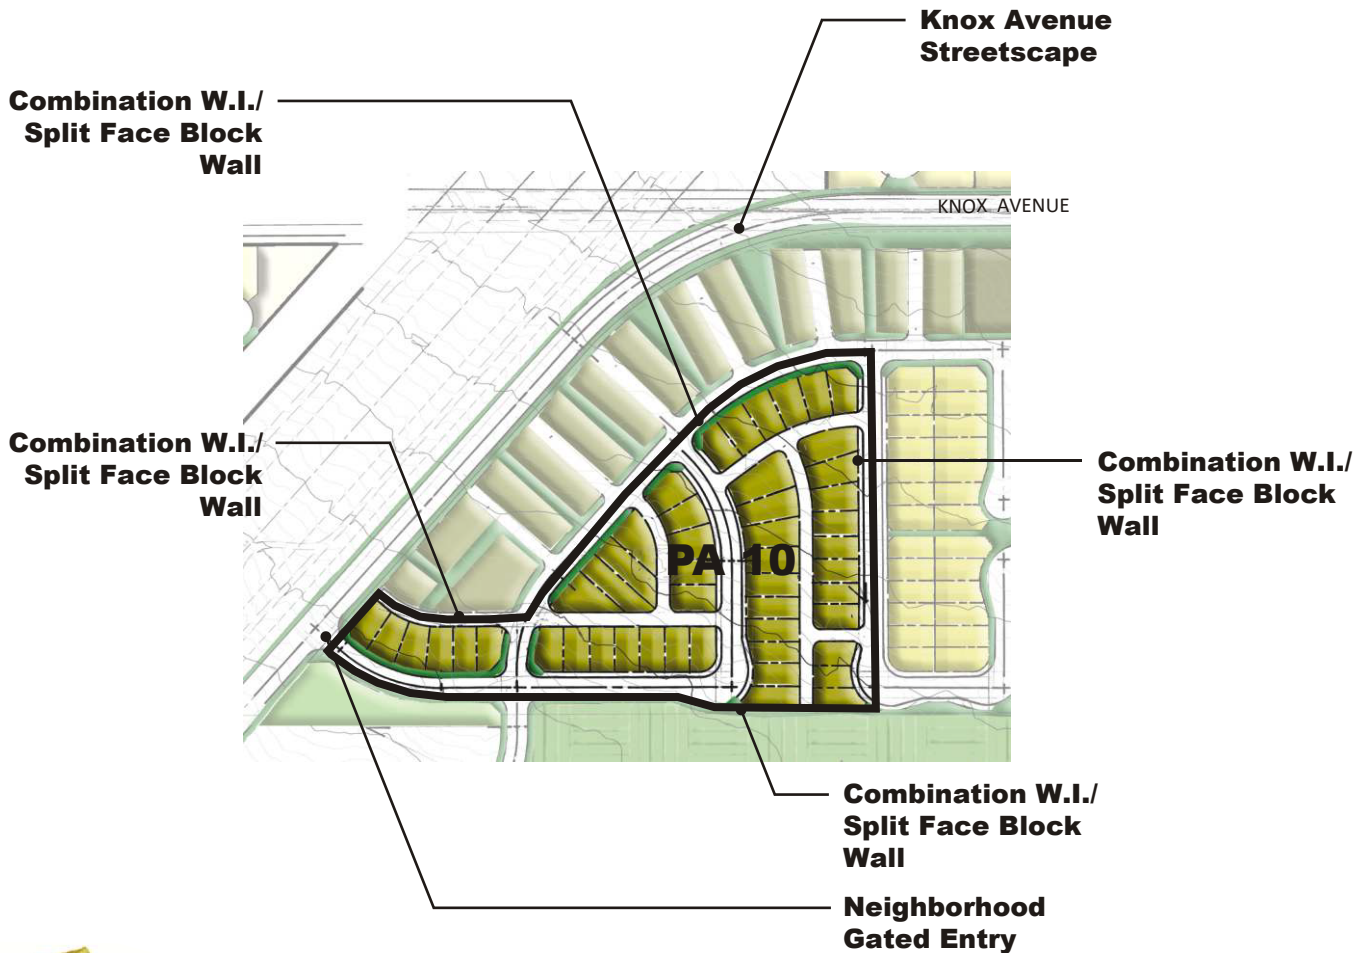 Knox Avenue
Streetscape
Combination W.I./
Split Face Block
Wall
KNOX AVENUE
Combination W.I./
Split Face Block
Wall
Combination W.I./
Split Face Block
Wall
PA 10
Combination W.I./
Split Face Block
Wall
Neighborhood
Gated Entry